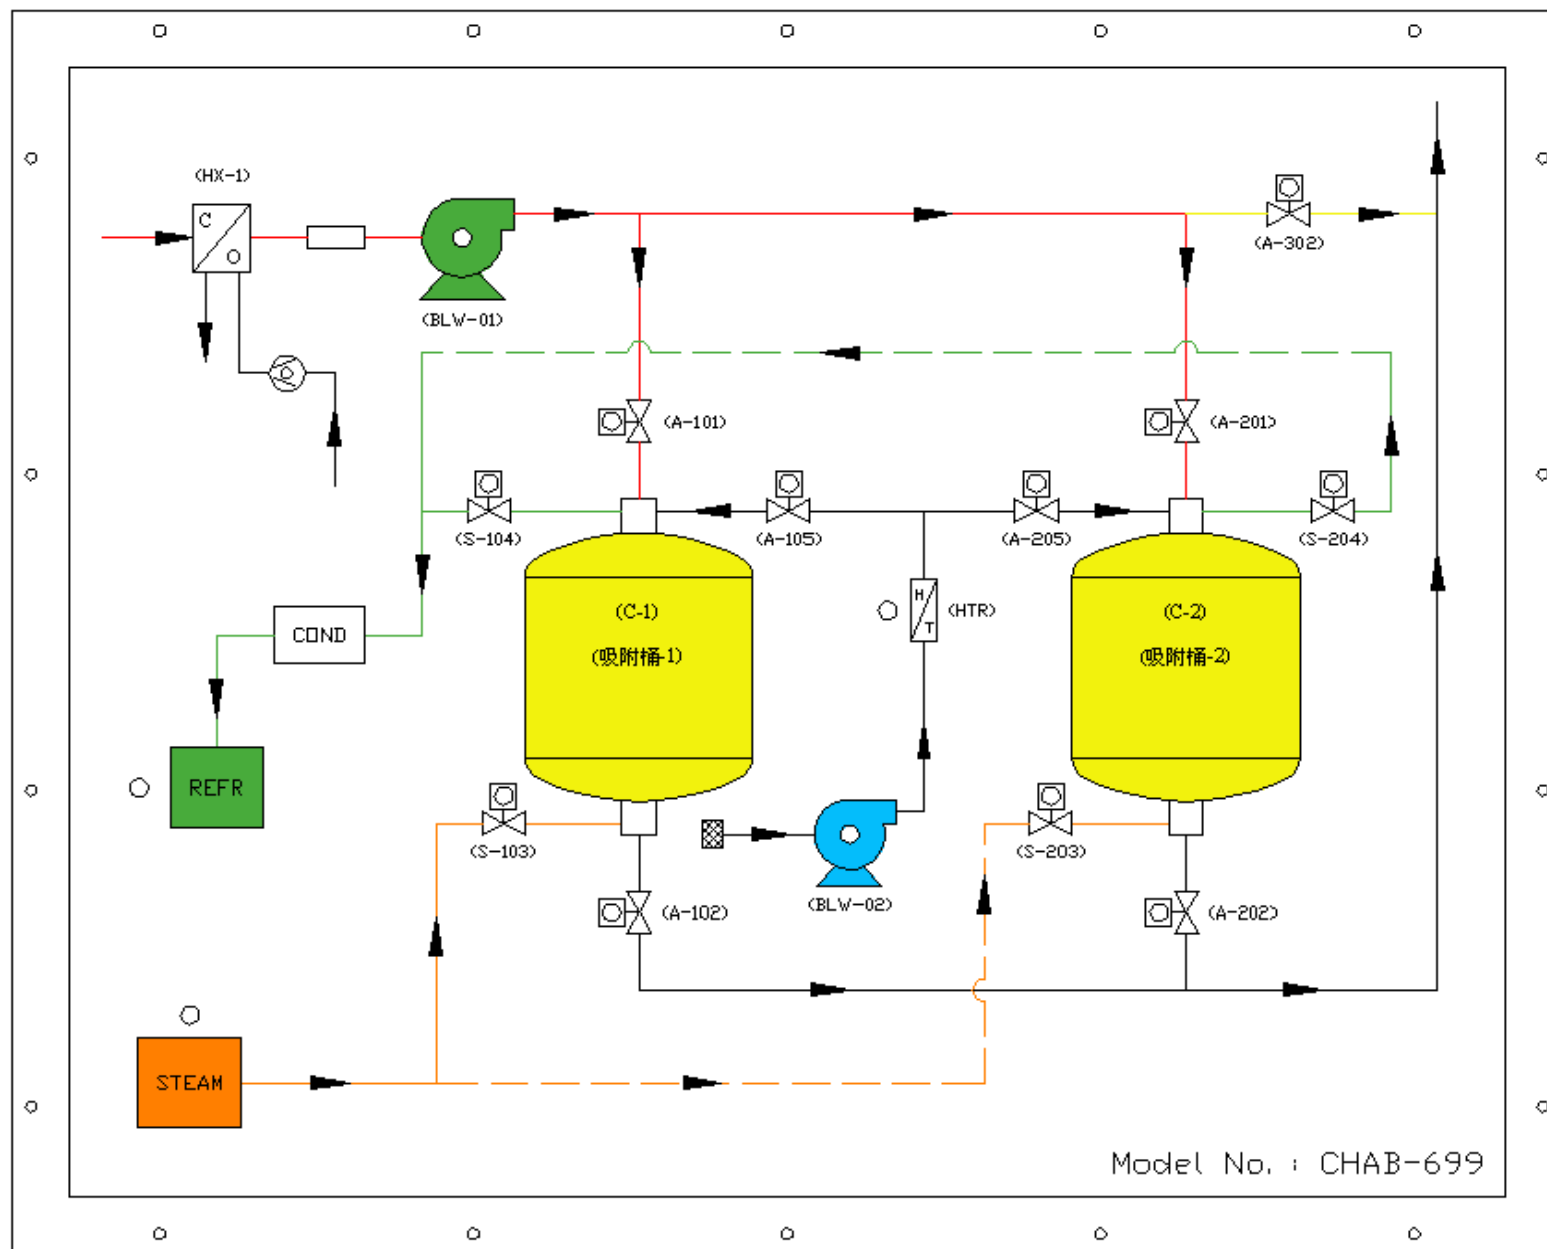 (HX-1)
C
O
(BLW-01)
(A-302)
(A-101)
(A-201)
(S-104)
(A-105)
(A-205)
(S-204)
H
T
(HTR)
(C-1)
(吸附桶-1)
(C-2)
(吸附桶-2)
COND
REFR
(S-103)
(S-203)
(BLW-02)
(A-102)
(A-202)
STEAM
Model No. : CHAB-699